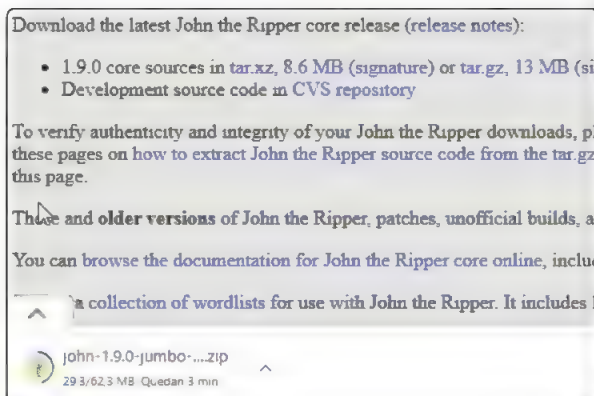 Download the latest John the Ripper core release (release notes):
• 1.9.0 core sources in tar.xz, 8.6 MB (signature) or tar.gz, 13 MB (si
• Development source code in CVS repository
To verify authenticity and integrity of your John the Ripper downloads, pl
these pages on how to extract John the Ripper source code from the tar.gz
this page.
These and older versions of John the Ripper, patches, unofficial builds, a
You can browse the documentation for John the Ripper core online, inclu
a collection of wordlists for use with John the Ripper. It includes
john-1.9.0-jumbo-....zip
29.3/62,3 MB Quedan 3 min